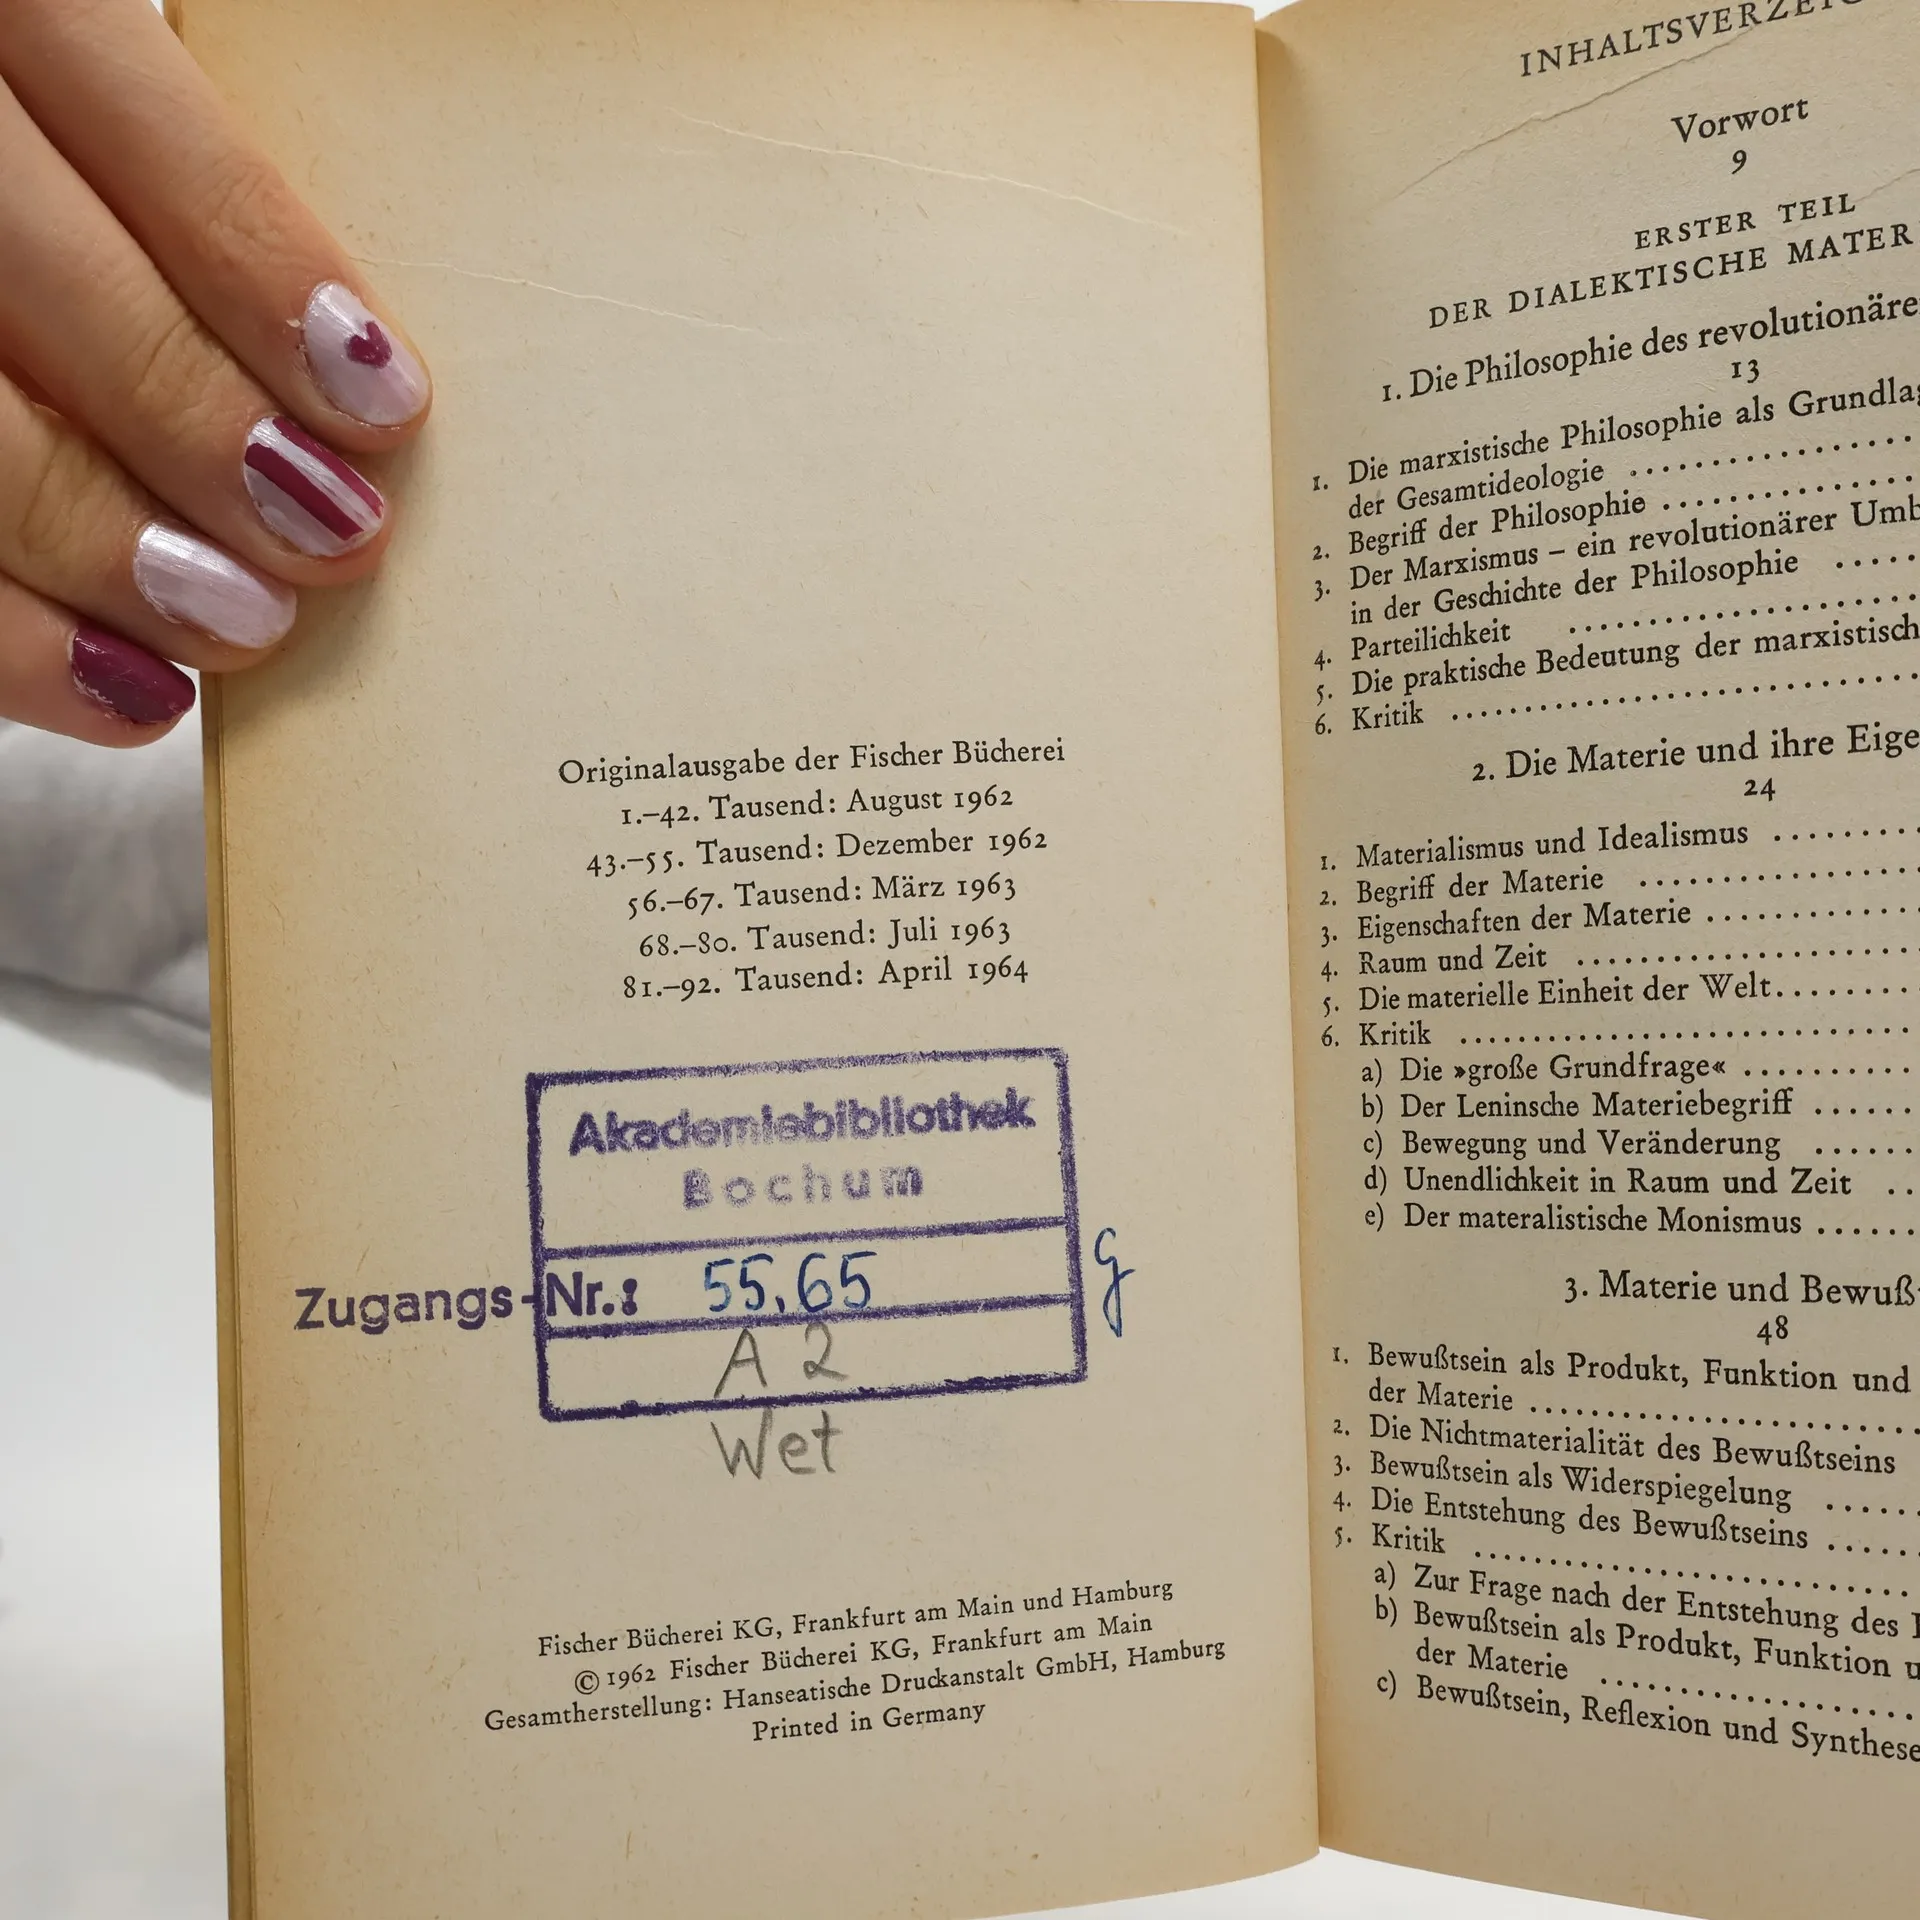 Originalausgabe der Fischer Bücherei
1.–42. Tausend: August 1962
43.–55. Tausend: Dezember 1962
56.–67. Tausend: März 1963
68.–80. Tausend: Juli 1963
81.–92. Tausend: April 1964
Akademiebibliothek
Bochum
Zugangs-Nr.: 55.65 g
A 2
Wet
Fischer Bücherei KG, Frankfurt am Main und Hamburg
© 1962 Fischer Bücherei KG, Frankfurt am Main
Gesamtherstellung: Hanseatische Druckanstalt GmbH, Hamburg
Printed in Germany
Vorwort
9
ERSTER TEIL
DER DIALEKTISCHE
1. Die Philosophie des
13
1. Die marxistische Philosophie als
der Gesamtideologie
2. Begriff der Philosophie
3. Der Marxismus – ein revolutionärer
in der Geschichte der Philosophie
4. Parteilichkeit
5. Die praktische Bedeutung der
6. Kritik
2. Die Materie und ihre
24
1. Materialismus und Idealismus
2. Begriff der Materie
3. Eigenschaften der Materie
4. Raum und Zeit
5. Die materielle Einheit der Welt
6. Kritik
a) Die »große Grundfrage«
b) Der Leninsche Materiebegriff
c) Bewegung und Veränderung
d) Unendlichkeit in Raum und Zeit
e) Der materalistische Monismus
3. Materie und
48
1. Bewußtsein als Produkt, Funktion und
der Materie
2. Die Nichtmaterialität des Bewußtseins
3. Bewußtsein als Widerspiegelung
4. Die Entstehung des Bewußtseins
5. Kritik
a) Zur Frage nach der Entstehung des
b) Bewußtsein als Produkt, Funktion
der Materie
c) Bewußtsein, Reflexion und Synthese